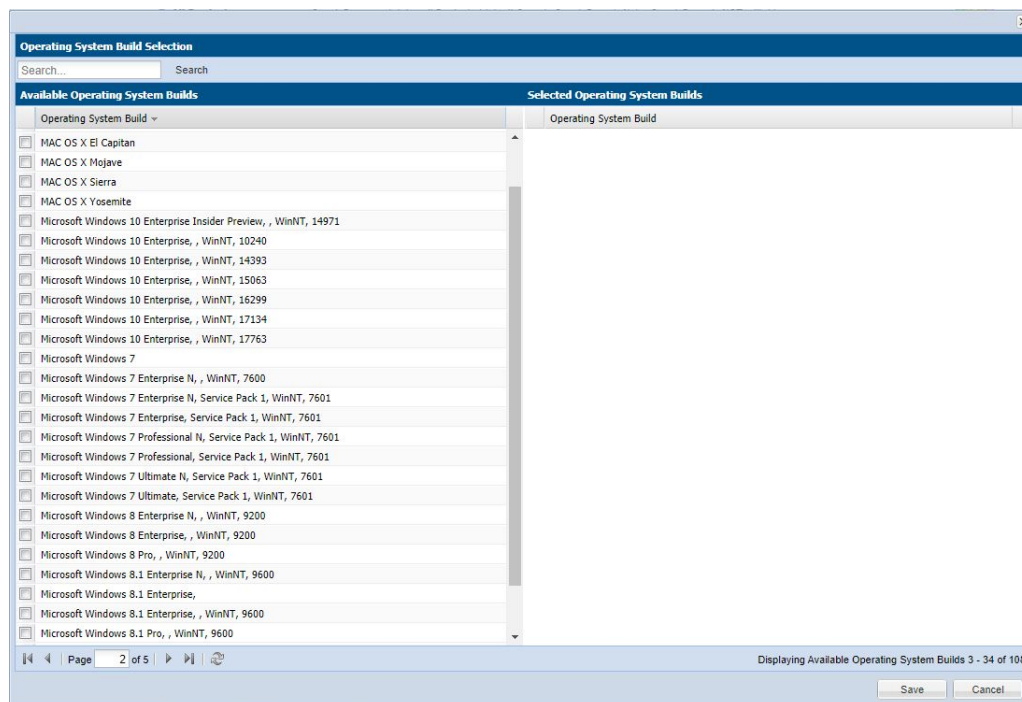 Operating System Build Selection
Search... Search
Available Operating System Builds Selected Operating System Builds
Operating System Build Operating System Build
MAC OS X El Capitan
MAC OS X Mojave
MAC OS X Sierra
MAC OS X Yosemite
Microsoft Windows 10 Enterprise Insider Preview, , WinNT, 14971
Microsoft Windows 10 Enterprise, , WinNT, 10240
Microsoft Windows 10 Enterprise, , WinNT, 14393
Microsoft Windows 10 Enterprise, , WinNT, 15063
Microsoft Windows 10 Enterprise, , WinNT, 16299
Microsoft Windows 10 Enterprise, , WinNT, 17134
Microsoft Windows 10 Enterprise, , WinNT, 17763
Microsoft Windows 7
Microsoft Windows 7 Enterprise N, , WinNT, 7600
Microsoft Windows 7 Enterprise N, Service Pack 1, WinNT, 7601
Microsoft Windows 7 Enterprise, Service Pack 1, WinNT, 7601
Microsoft Windows 7 Professional N, Service Pack 1, WinNT, 7601
Microsoft Windows 7 Professional, Service Pack 1, WinNT, 7601
Microsoft Windows 7 Ultimate N, Service Pack 1, WinNT, 7601
Microsoft Windows 7 Ultimate, Service Pack 1, WinNT, 7601
Microsoft Windows 8 Enterprise N, , WinNT, 9200
Microsoft Windows 8 Enterprise, , WinNT, 9200
Microsoft Windows 8 Pro, , WinNT, 9200
Microsoft Windows 8.1 Enterprise N, , WinNT, 9600
Microsoft Windows 8.1 Enterprise,
Microsoft Windows 8.1 Enterprise, , WinNT, 9600
Microsoft Windows 8.1 Pro, , WinNT, 9600
Page 2 of 5 Displaying Available Operating System Builds 3 - 34 of
Save Cancel